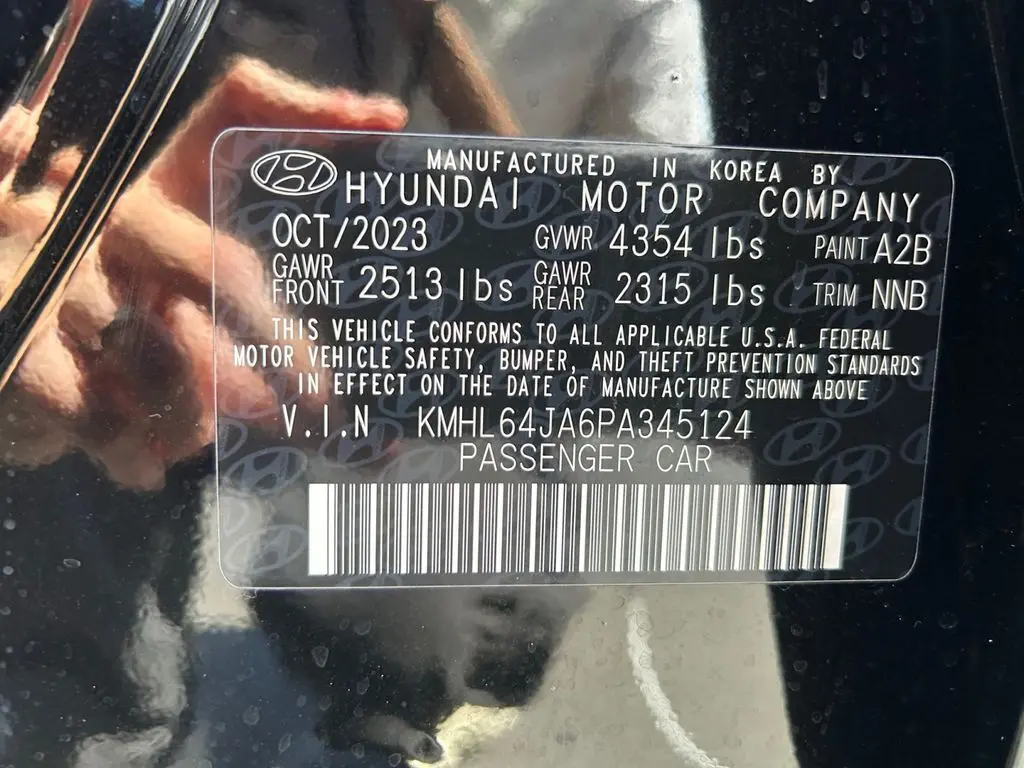 MANUFACTURED IN KOREA BY
HYUNDAI MOTOR COMPANY
OCT/2023 GVWR 4354 lbs PAINT A2B
GAWR FRONT 2513 lbs GAWR REAR 2315 lbs TRIM NNB
THIS VEHICLE CONFORMS TO ALL APPLICABLE U.S.A. FEDERAL
MOTOR VEHICLE SAFETY, BUMPER, AND THEFT PREVENTION STANDARDS
IN EFFECT ON THE DATE OF MANUFACTURE SHOWN ABOVE
V.I.N KMHL64JA6PA345124
PASSENGER CAR